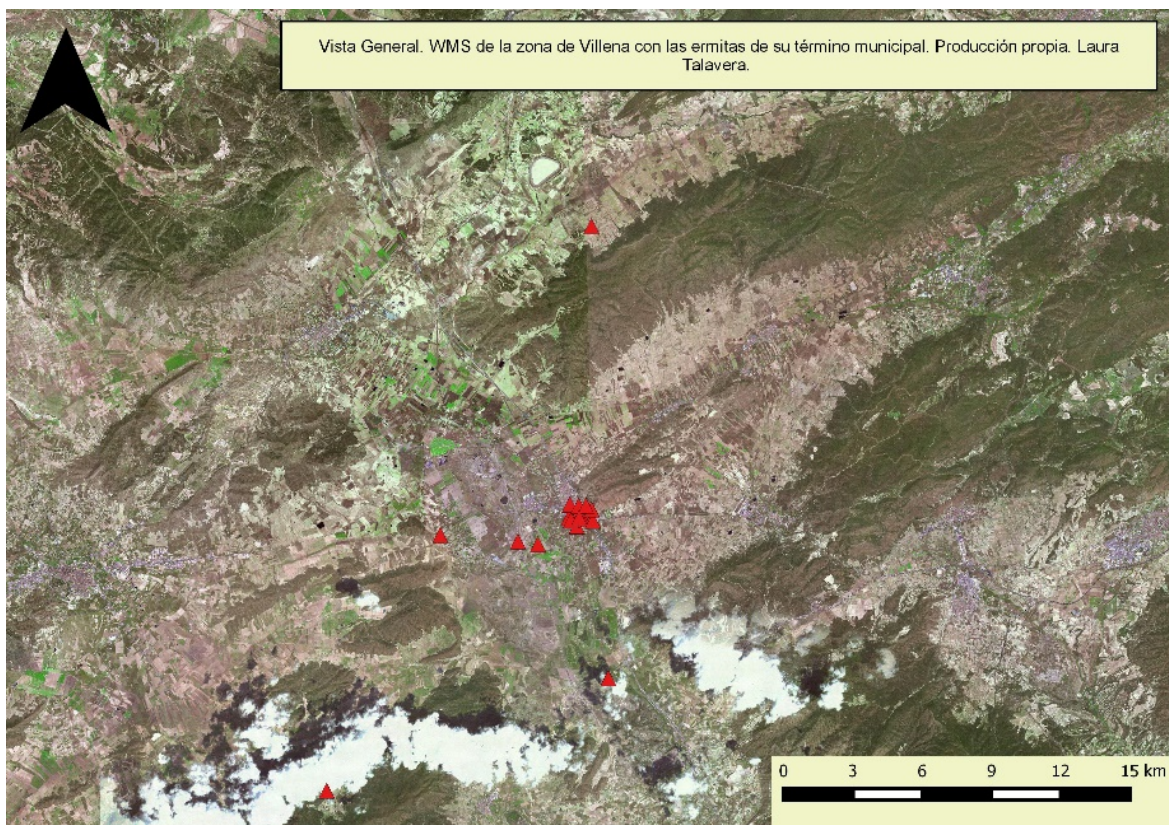 Vista General. WMS de la zona de Villena con las ermitas de su término municipal. Producción propia. Laura
Talavera.
0 3 6 9 12 15 km